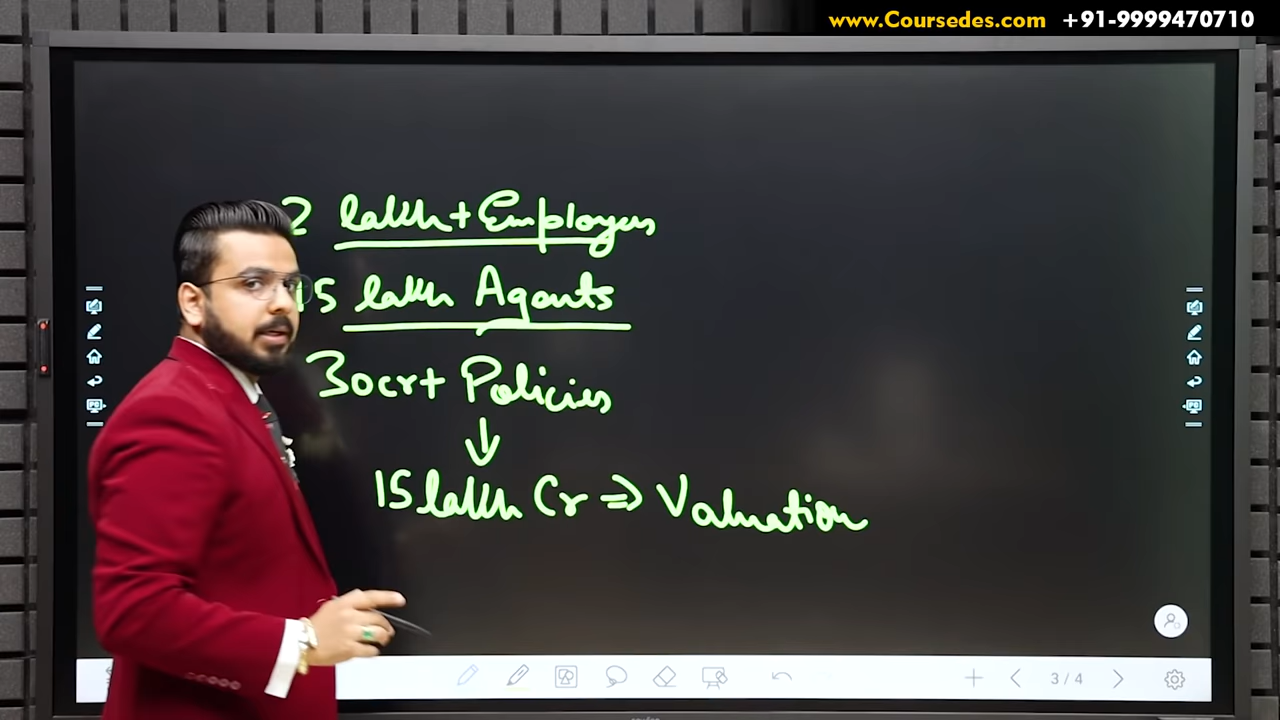 www.Coursedes.com +91-9999470710
2 lakh+ Employees
15 lakh Agents
30cr+ Policies
↓
15 lakh Cr ⇒ Valuation
3 / 4